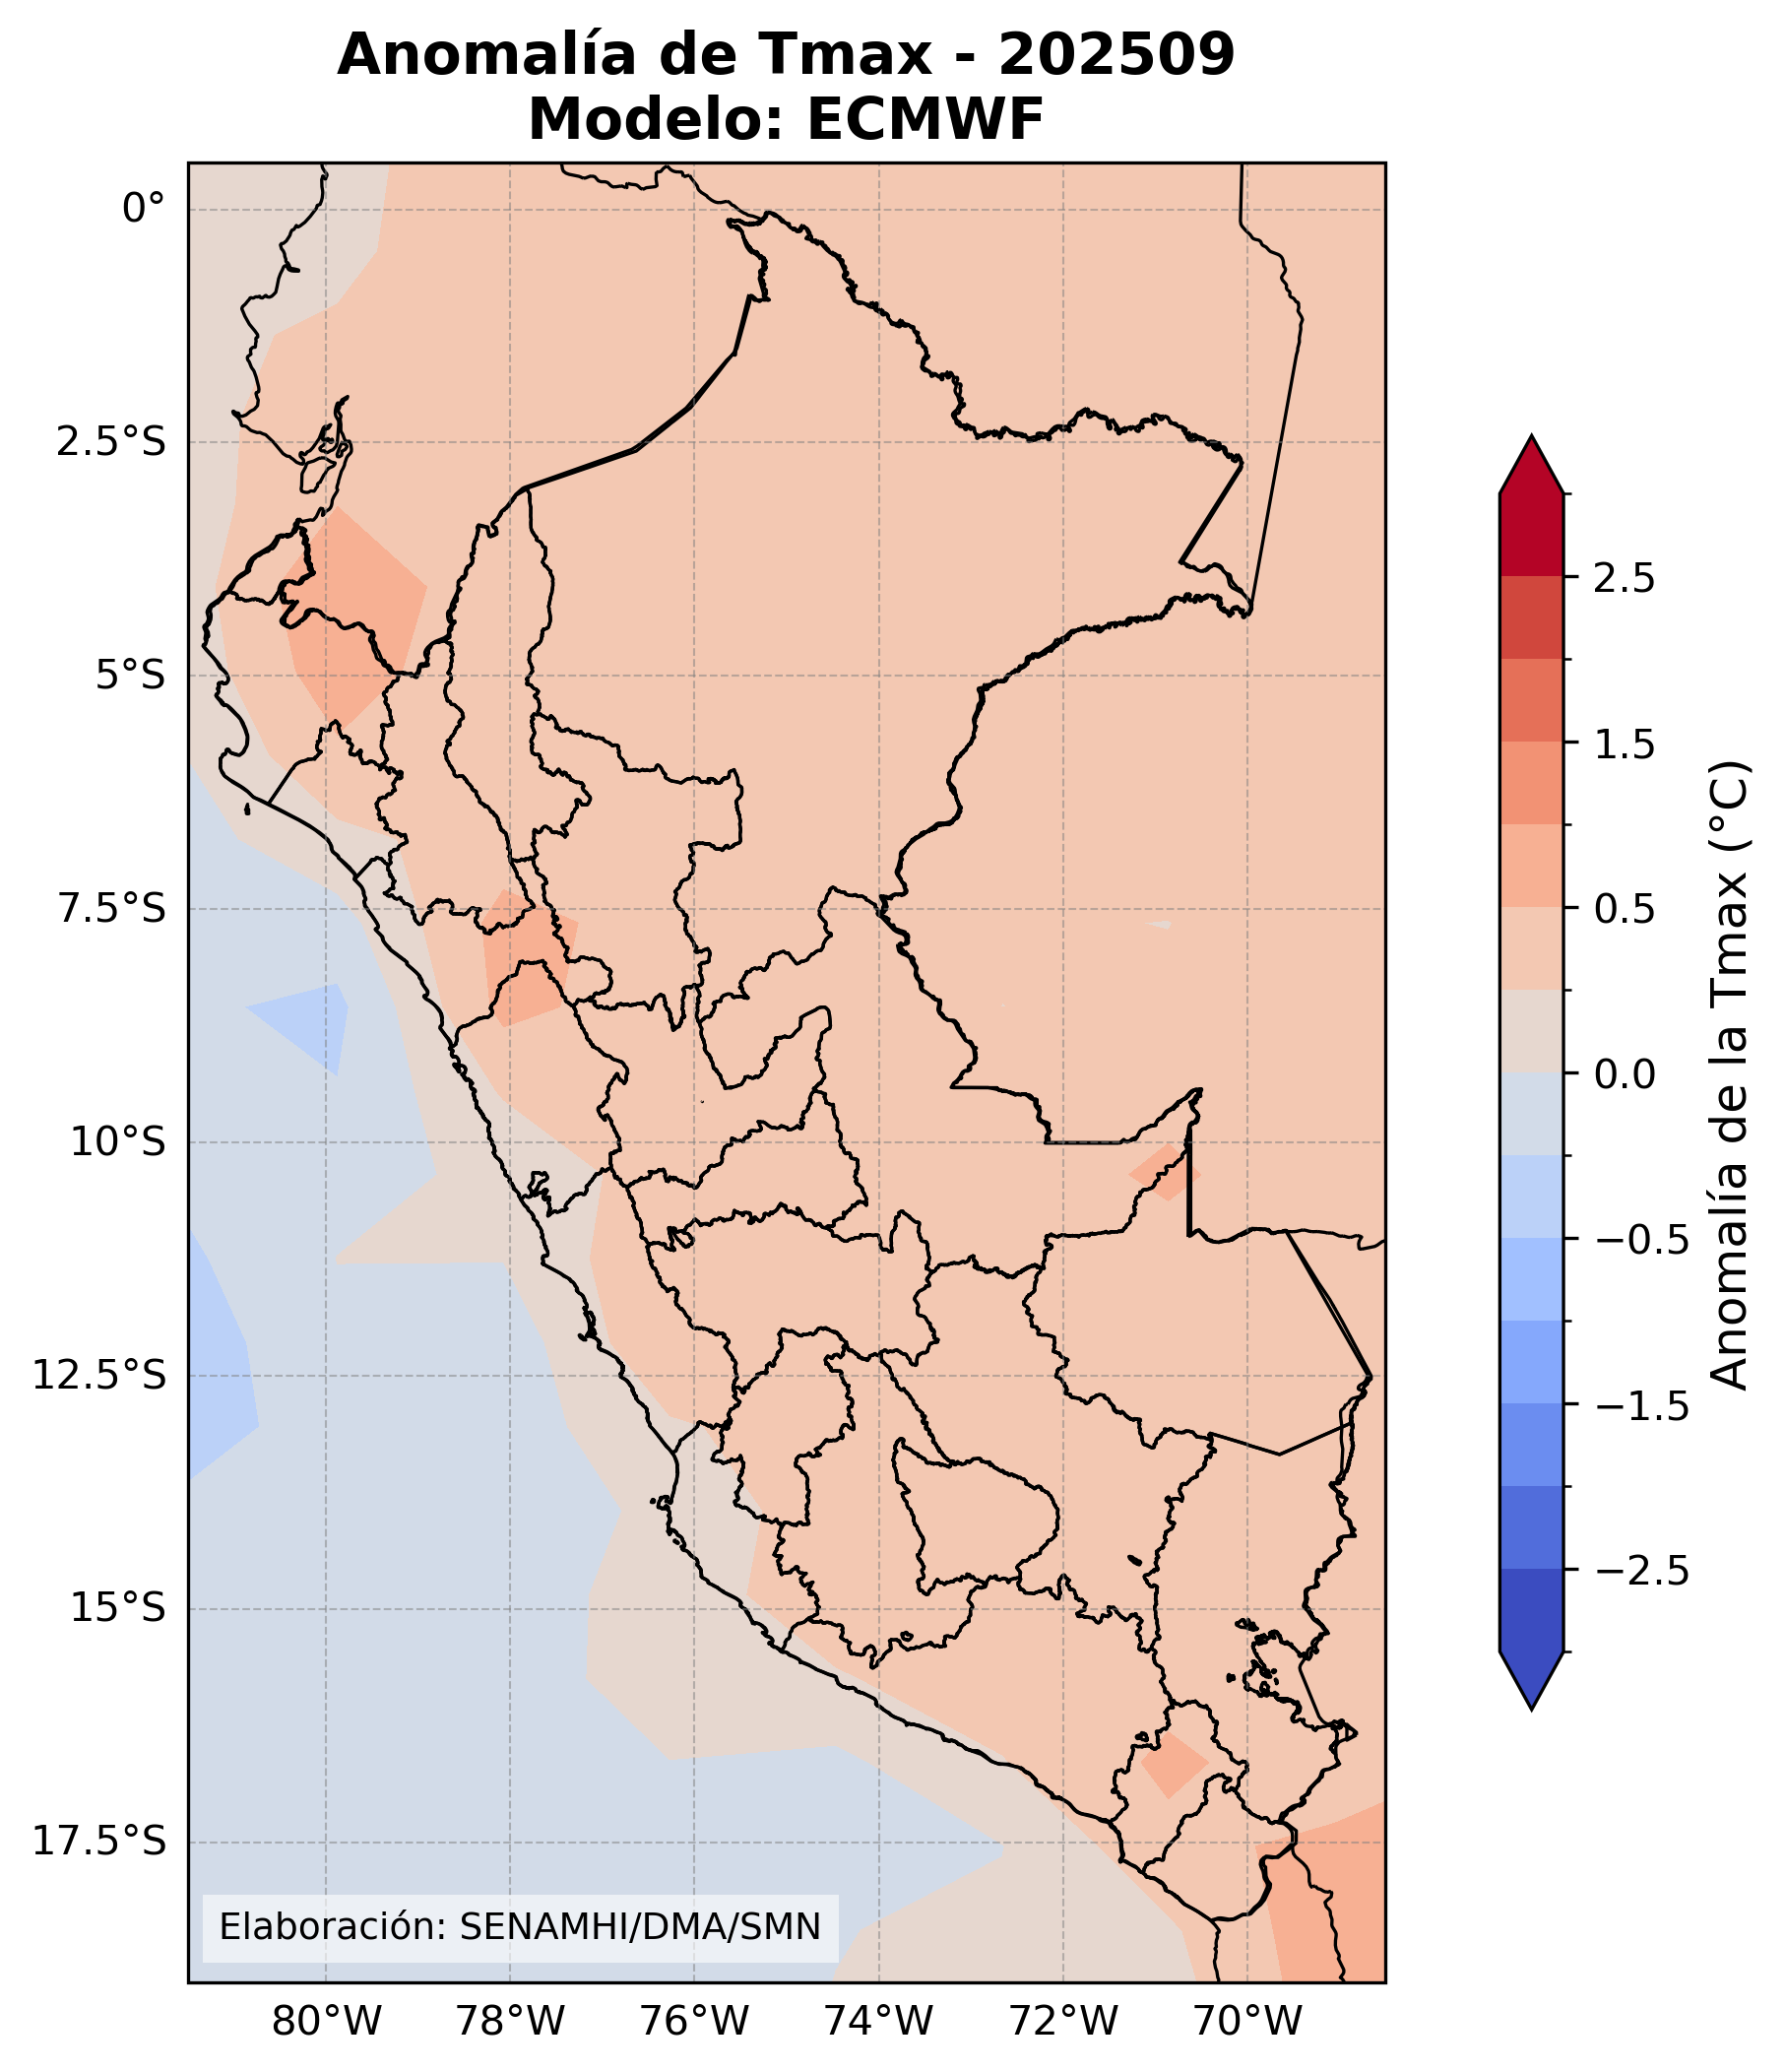 Anomalía de Tmax - 202509
Modelo: ECMWF
0°
2.5°S
5°S
7.5°S
10°S
12.5°S
15°S
17.5°S
80°W
78°W
76°W
74°W
72°W
70°W
Elaboración: SENAMHI/DMA/SMN
2.5
1.5
0.5
0.0
−0.5
−1.5
−2.5
Anomalía de la Tmax (°C)